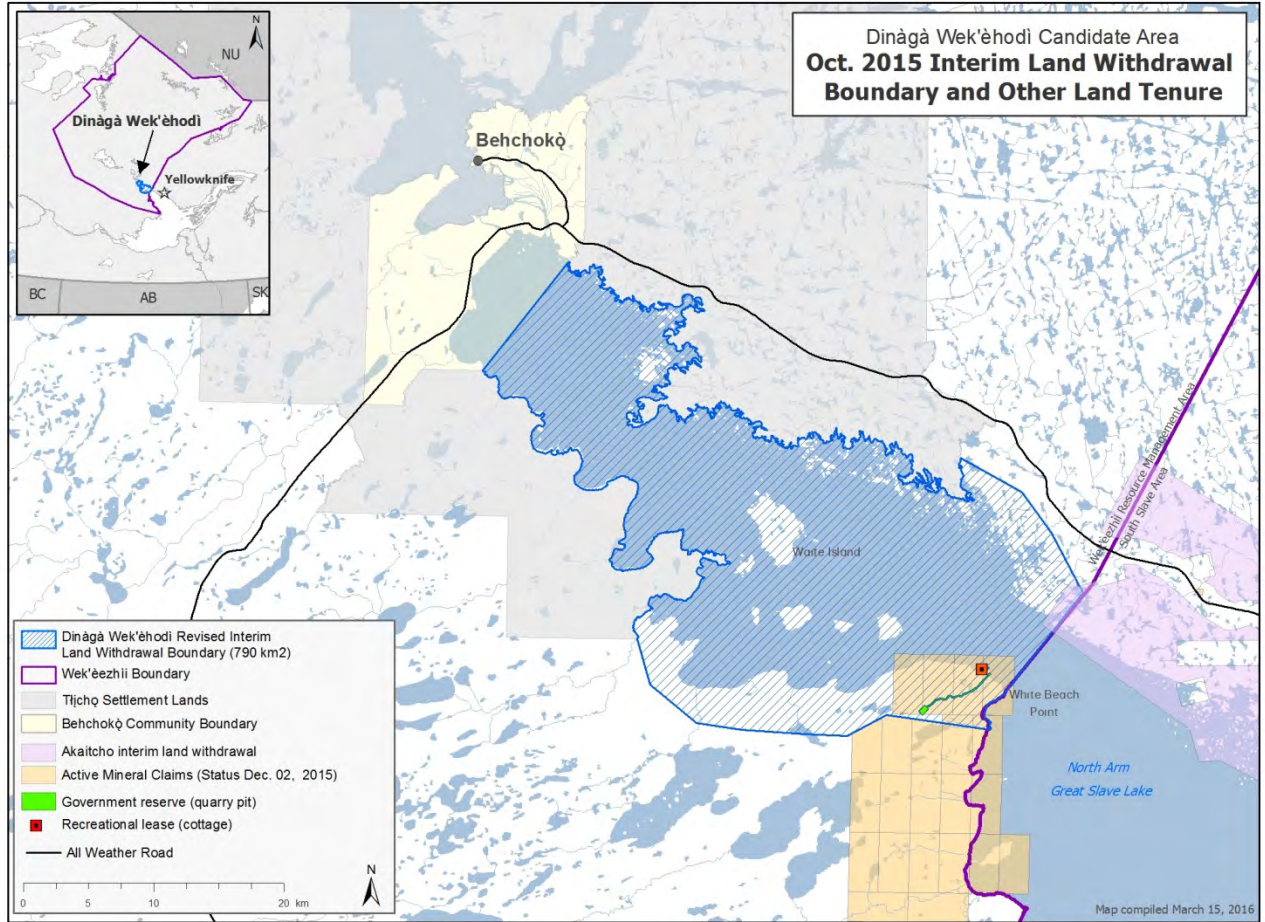 N
NU
Dinàgà Wek'èhodì
Yellowknife
BC
AB
SK
Dinàgà Wek'èhodì Candidate Area
Oct. 2015 Interim Land Withdrawal
Boundary and Other Land Tenure
Behchokǫ̀
Waite Island
Wek'èezhìi Resource Management Area
South Slave Area
White Beach
Point
North Arm
Great Slave Lake
Dinàgà Wek'èhodì Revised Interim
Land Withdrawal Boundary (790 km2)
Wek'èezhìi Boundary
Tłı̨chǫ Settlement Lands
Behchokǫ̀ Community Boundary
Akaitcho interim land withdrawal
Active Mineral Claims (Status Dec. 02, 2015)
Government reserve (quarry pit)
Recreational lease (cottage)
All Weather Road
N
0 5 10 20 km
Map compiled March 15, 2016